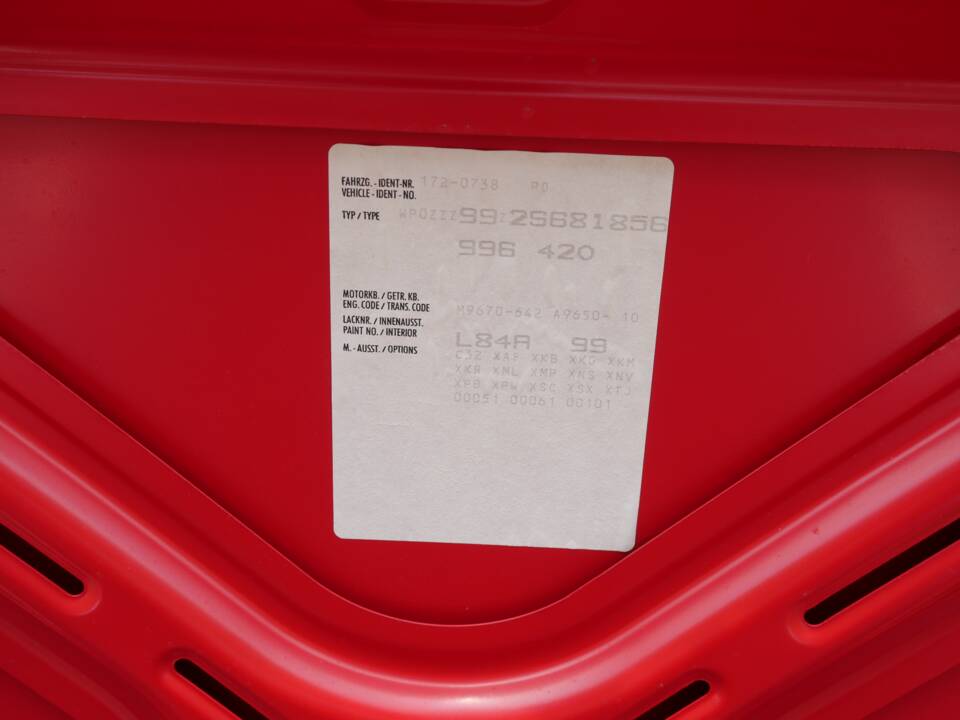 FAHRZG. - IDENT-NR. 172-0738 P0
VEHICLE - IDENT - NO.
TYP / TYPE WP0ZZZ99Z2S681856
996 420
MOTORKB. / GETR. KB.
ENG. CODE / TRANS. CODE M9670-642 A9650- 10
LACKNR. / INNENAUSST.
PAINT NO. / INTERIOR L84A 99
M. - AUSST. / OPTIONS C32 XAF XKB XKG XKM
XKR XML XMP XNS XNV
XPB XPW XSC XSX XTJ
00051 00061 00101